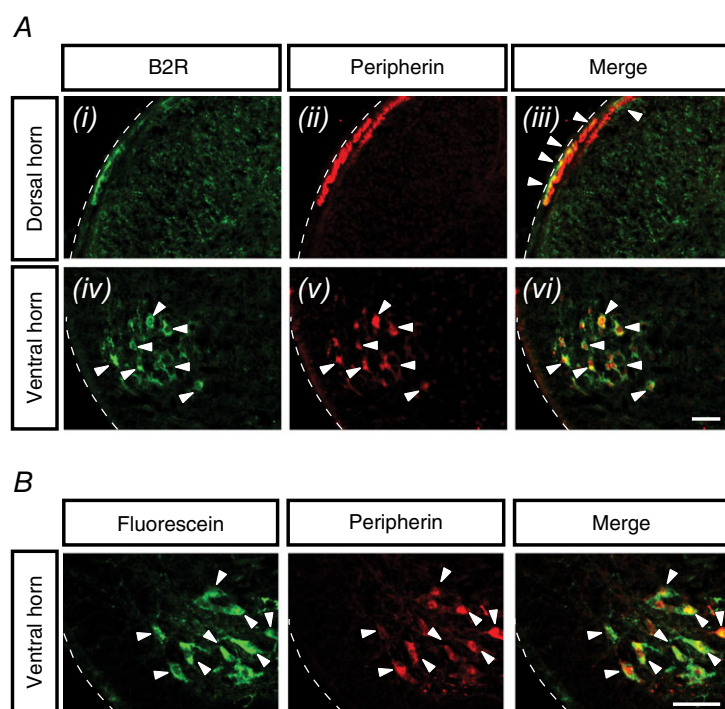 A
B2R
Peripherin
Merge
Dorsal horn
(i)
(ii)
(iii)
Ventral horn
(iv)
(v)
(vi)
B
Fluorescein
Peripherin
Merge
Ventral horn